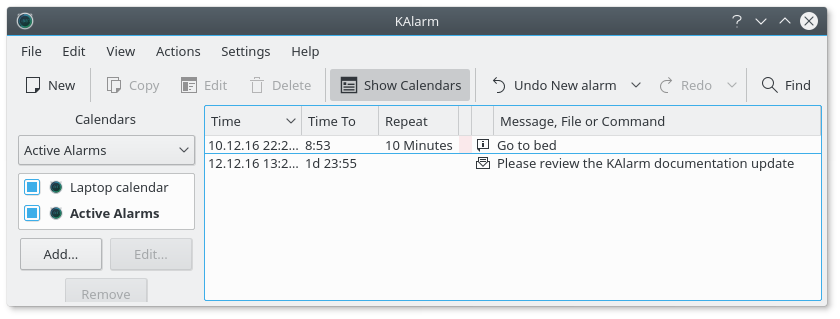 KAlarm
File Edit View Actions Settings Help
New Copy Edit Delete Show Calendars Undo New alarm Redo Find
Calendars
Active Alarms
Laptop calendar
Active Alarms
Add... Edit...
Remove
Time Time To Repeat Message, File or Command
10.12.16 22:2... 8:53 10 Minutes Go to bed
12.12.16 13:2... 1d 23:55 Please review the KAlarm documentation update